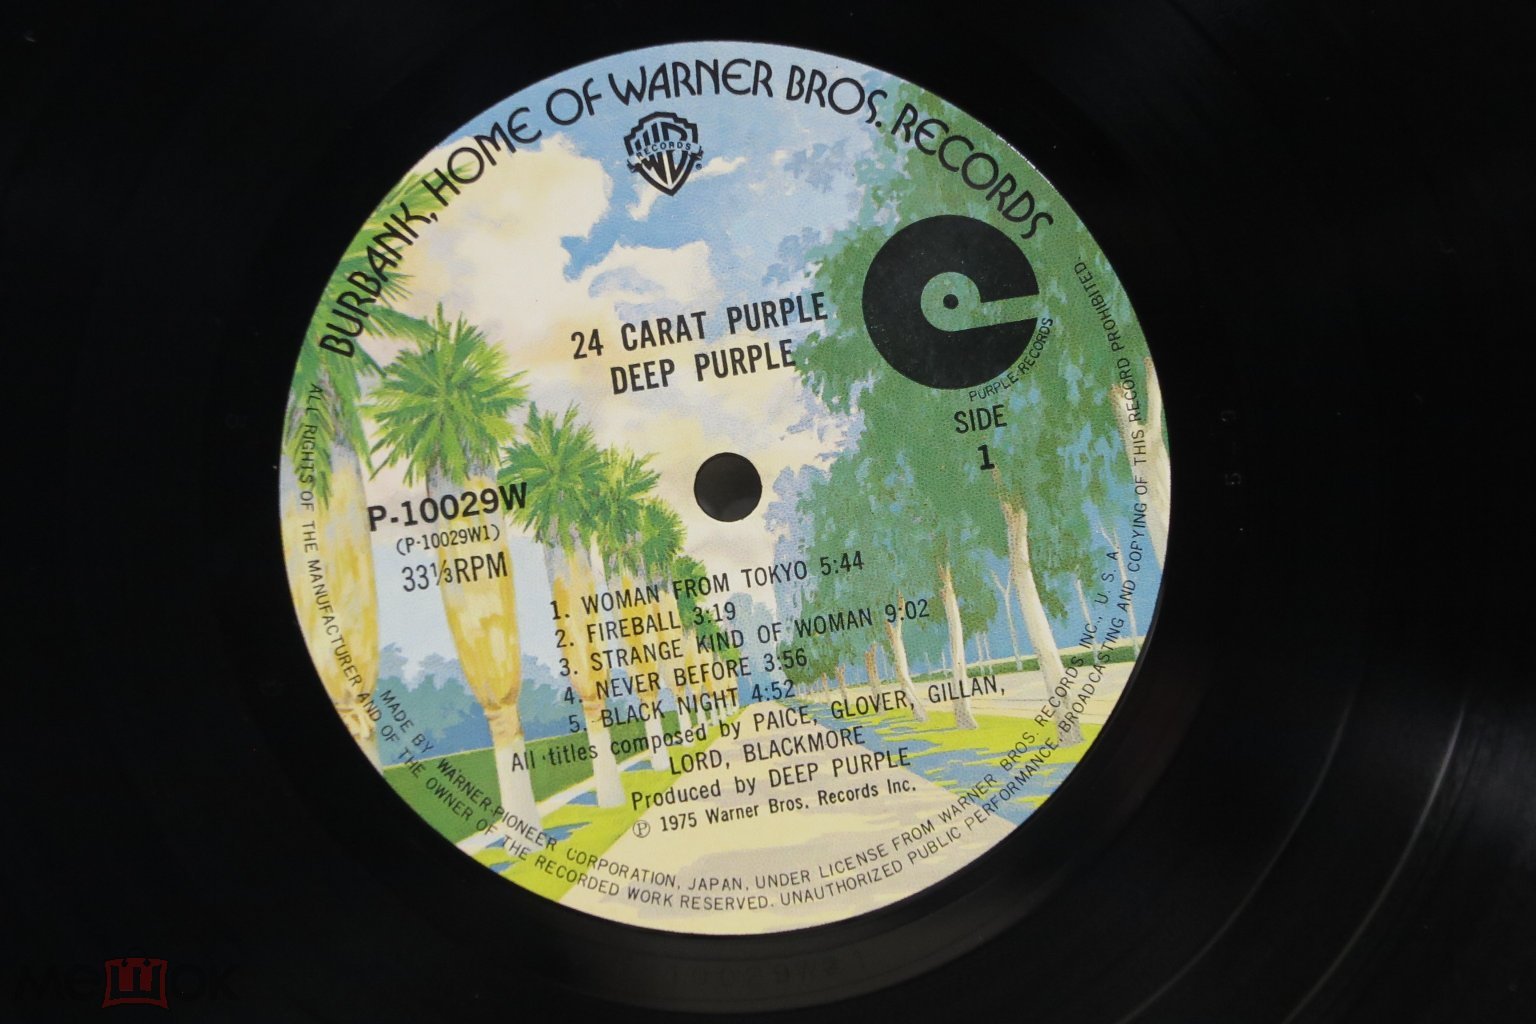 BURBANK, HOME OF WARNER BROS. RECORDS
RECORDS
24 CARAT PURPLE
DEEP PURPLE
PURPLE RECORDS
SIDE
1
P-10029W
(P-10029W1)
33⅓RPM
1. WOMAN FROM TOKYO 5:44
2. FIREBALL 3:19
3. STRANGE KIND OF WOMAN 9:02
4. NEVER BEFORE 3:56
5. BLACK NIGHT 4:52
All titles composed by PAICE, GLOVER, GILLAN,
LORD, BLACKMORE
Produced by DEEP PURPLE
Ⓟ 1975 Warner Bros. Records Inc.
MADE BY WARNER-PIONEER CORPORATION, JAPAN, UNDER LICENSE FROM WARNER BROS. RECORDS INC., U. S. A
ALL RIGHTS OF THE MANUFACTURER AND OF THE OWNER OF THE RECORDED WORK RESERVED. UNAUTHORIZED PUBLIC PERFORMANCE. BROADCASTING AND COPYING OF THIS RECORD PROHIBITED.
мешок